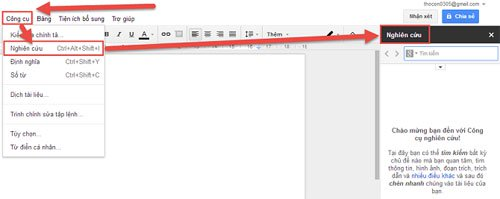 thocon0305@gmail.com
Công cụ Bảng Tiện ích bổ sung Trợ giúp
Nhận xét Chia sẻ
chính tả...
Thêm
Nghiên cứu
Nghiên cứu Ctrl+Alt+Shift+I
Định nghĩa Ctrl+Shift+Y
Số từ Ctrl+Shift+C
Dịch tài liệu...
Trình chỉnh sửa tập lệnh...
Tùy chọn...
Từ điển cá nhân...
Chào mừng bạn đến với Công
cụ nghiên cứu!
Tại đây bạn có thể tìm kiếm bất kỳ
chủ đề nào mà bạn quan tâm, tìm
thông tin, hình ảnh, đoạn trích, trích
dẫn và nhiều điều khác và sau đó
chèn nhanh chúng vào tài liệu của
bạn